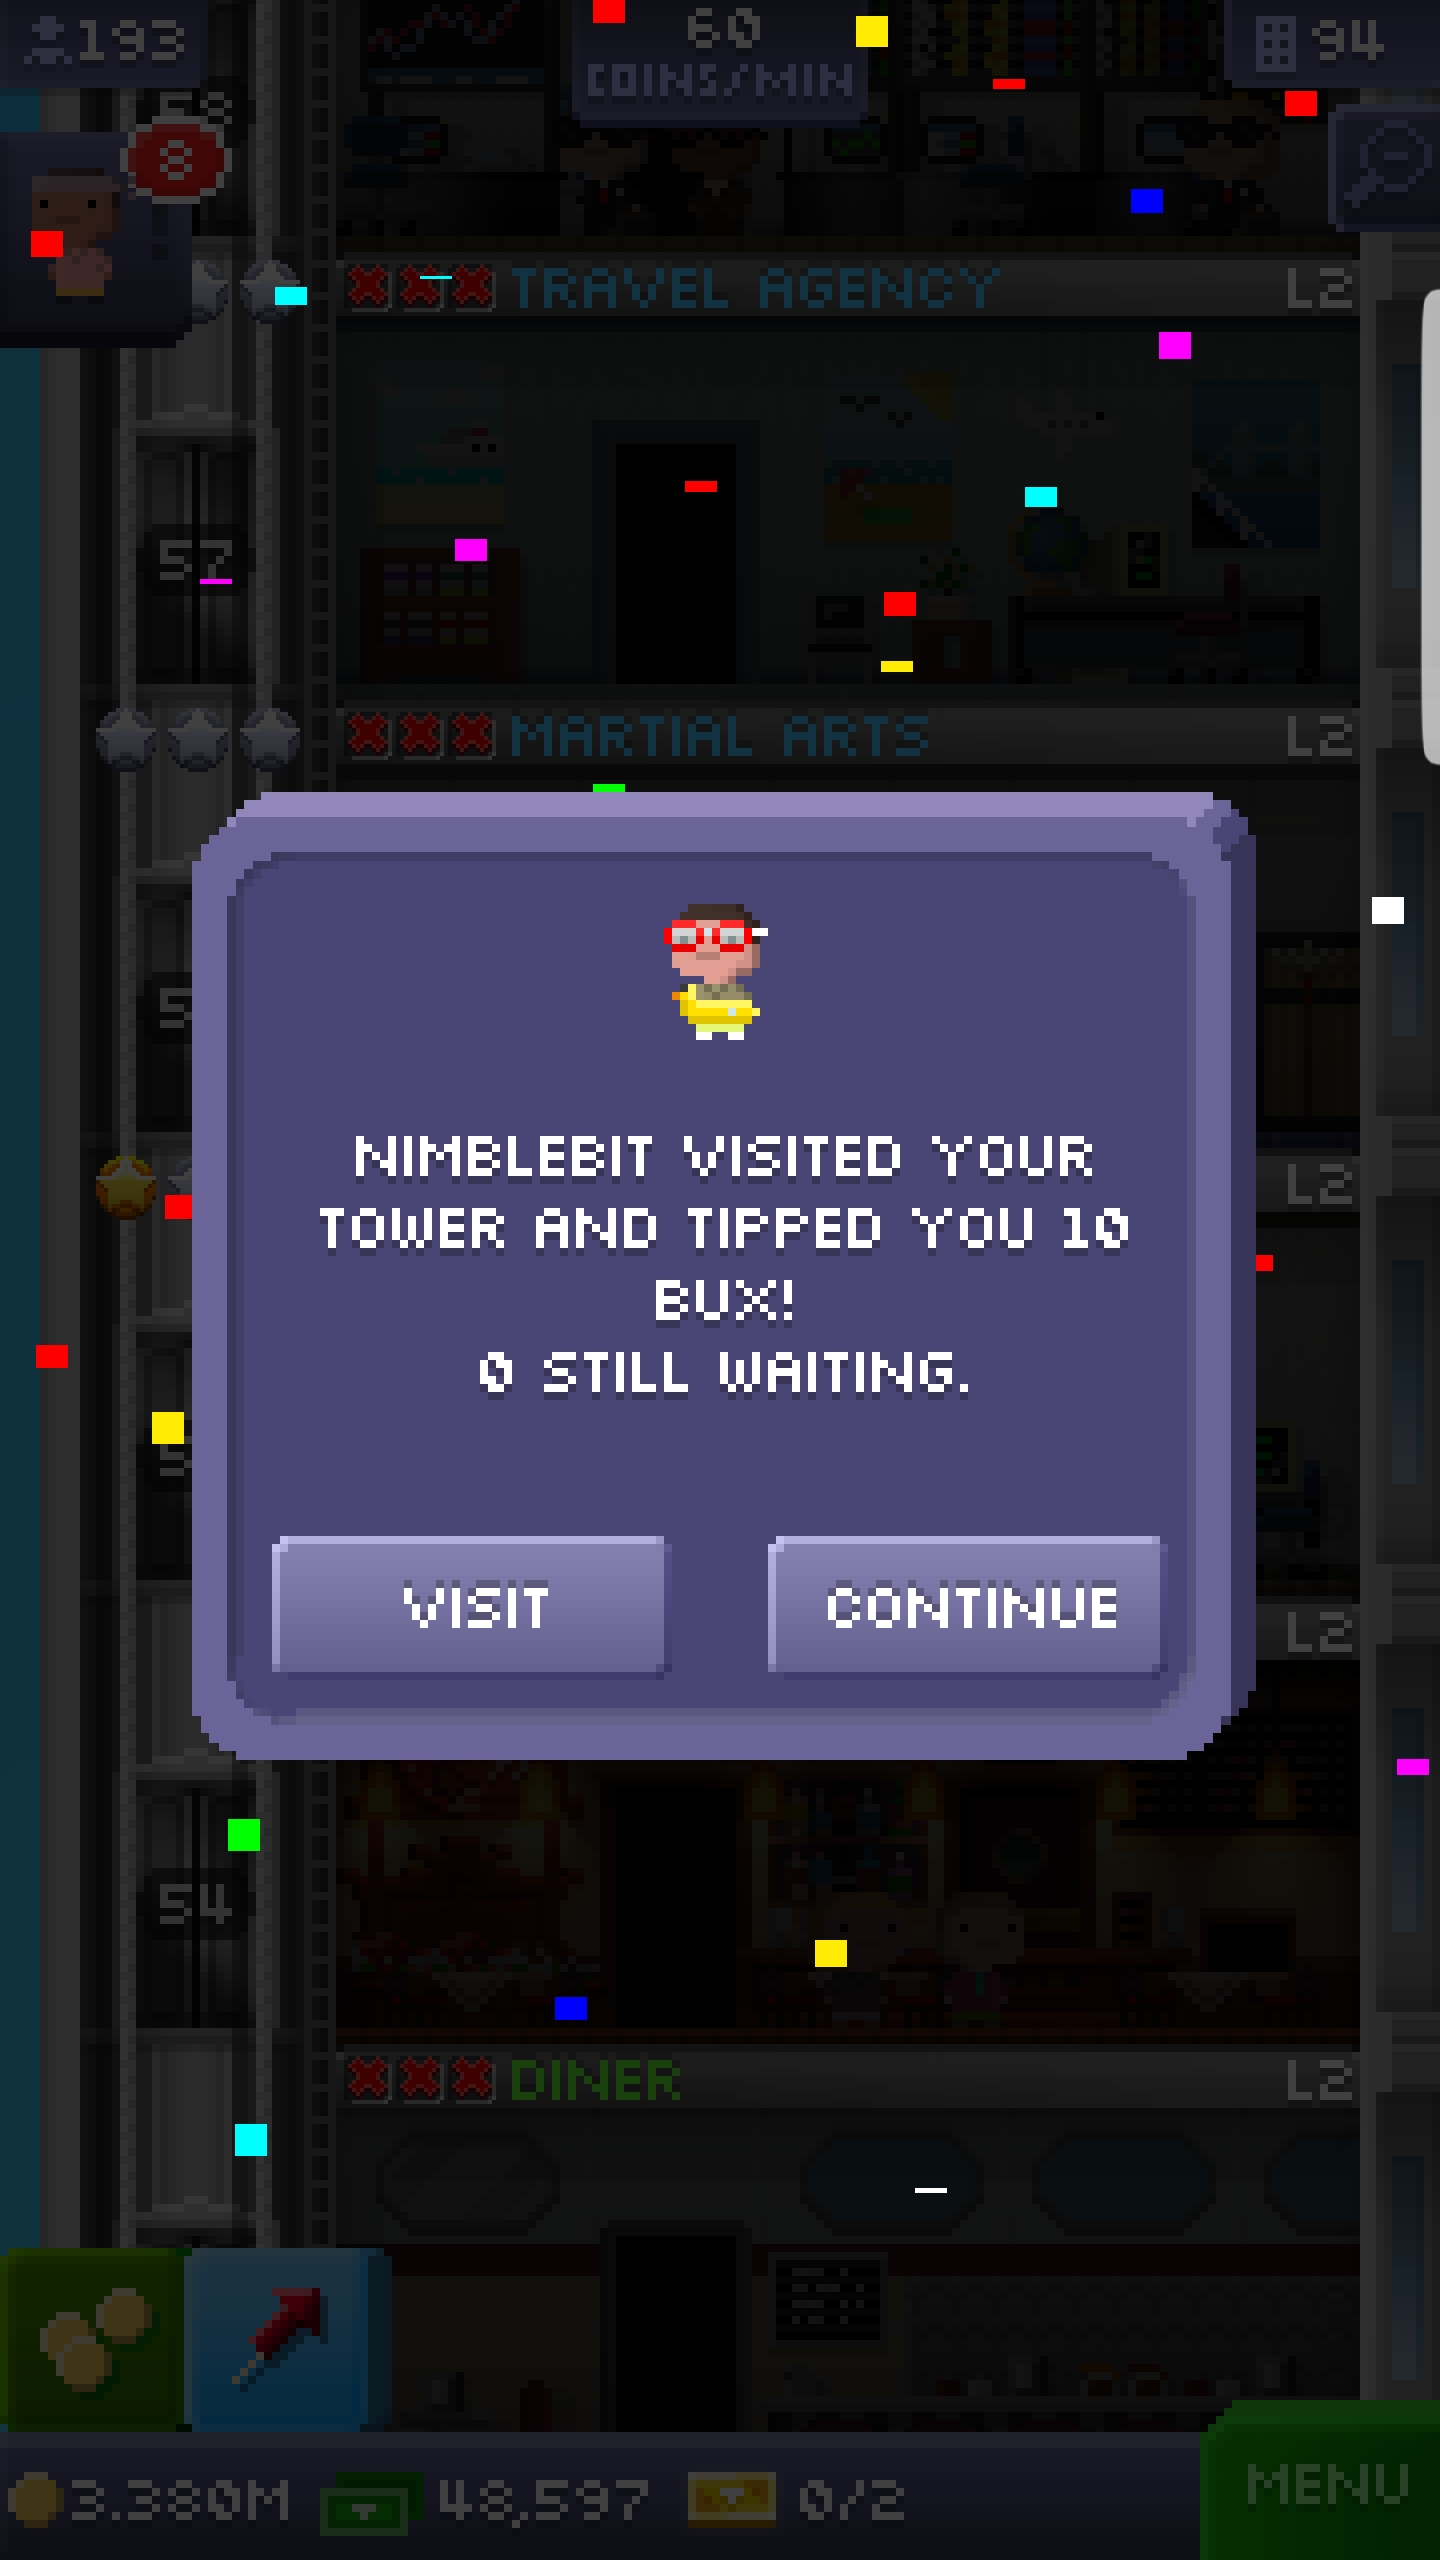 193
60
COINS/MIN
94
58
8
TRAVEL AGENCY L2
57
MARTIAL ARTS L2
NIMBLEBIT VISITED YOUR
TOWER AND TIPPED YOU 10
BUX!
0 STILL WAITING.
L2
VISIT
CONTINUE
L2
54
DINER L2
3.380M
48,597
0/2
MENU